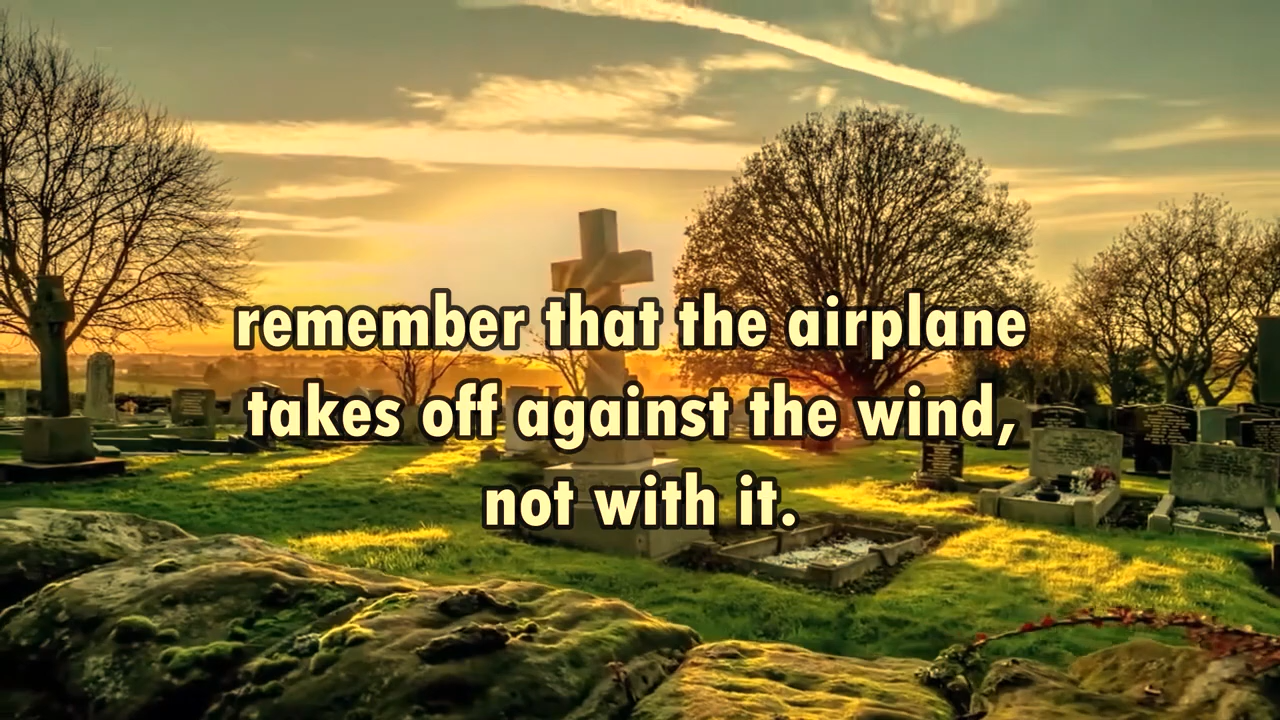 remember that the airplane
takes off against the wind,
not with it.